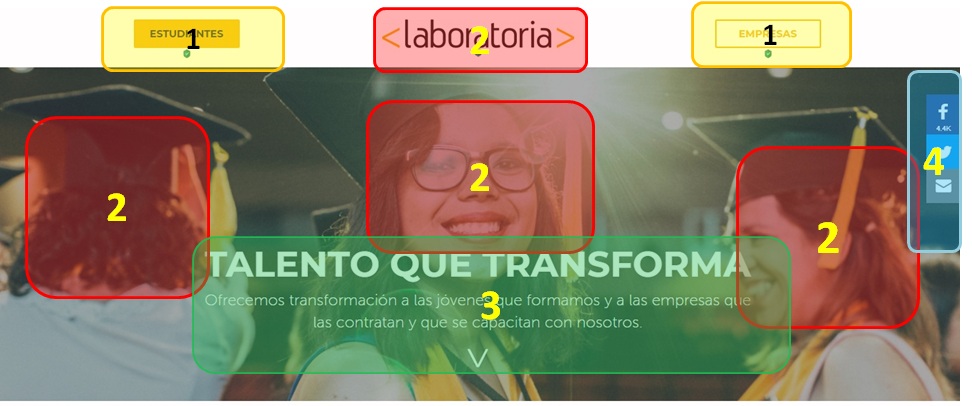 ESTUDIANTES
1
<laboratoria>
2
EMPRESAS
1
4.4K
4
2
2
2
TALENTO QUE TRANSFORMA
Ofrecemos transformación a las jóvenes que formamos y a las empresas que
las contratan y que se capacitan con nosotros.
3